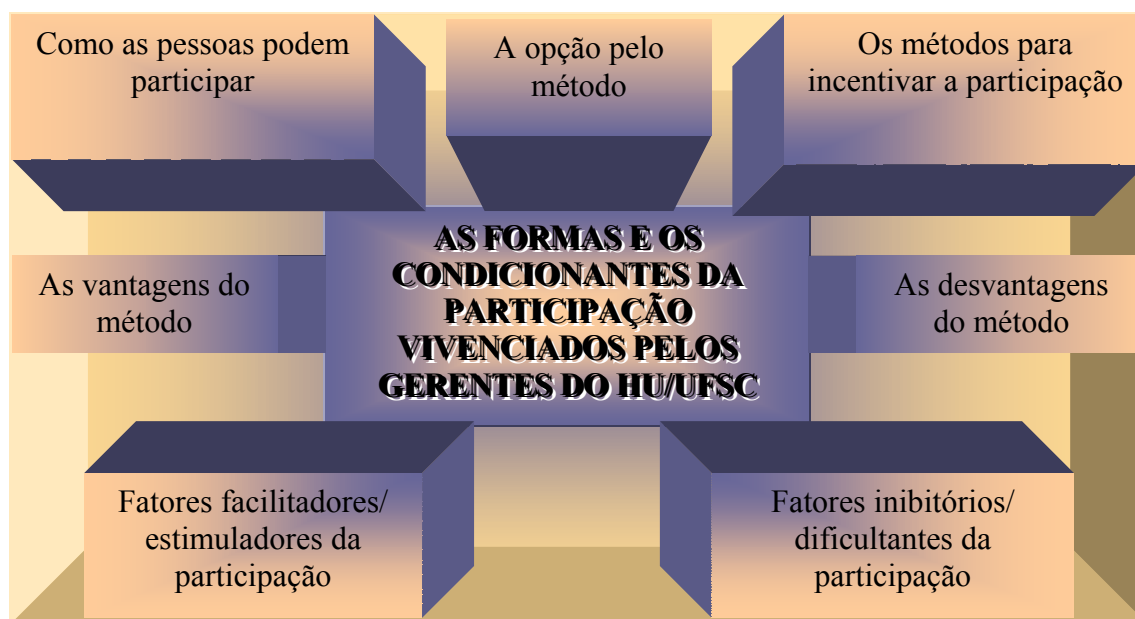 Como as pessoas podem
participar
A opção pelo
método
Os métodos para
incentivar a participação
As vantagens do
método
AS FORMAS E OS
CONDICIONANTES DA
PARTICIPAÇÃO
VIVENCIADOS PELOS
GERENTES DO HU/UFSC
As desvantagens
do método
Fatores facilitadores/
estimuladores da
participação
Fatores inibitórios/
dificultantes da
participação